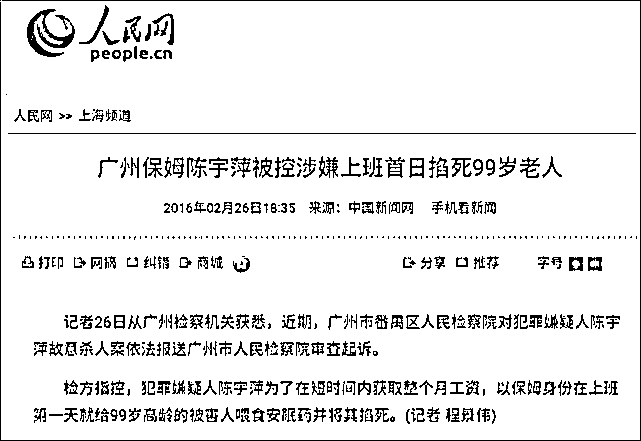 人民网
people.cn
人民网 >> 上海频道
广州保姆陈宇萍被控涉嫌上班首日掐死99岁老人
2016年02月26日18:35 来源：中国新闻网 手机看新闻
打印 网摘 纠错 商城 分享 推荐 字号
记者26日从广州检察机关获悉，近期，广州市番禺区人民检察院对犯罪嫌疑人陈宇
萍故意杀人案依法报送广州市人民检察院审查起诉。
检方指控，犯罪嫌疑人陈宇萍为了在短时间内获取整个月工资，以保姆身份在上班
第一天就给99岁高龄的被害人喂食安眠药并将其掐死。(记者 程景伟)